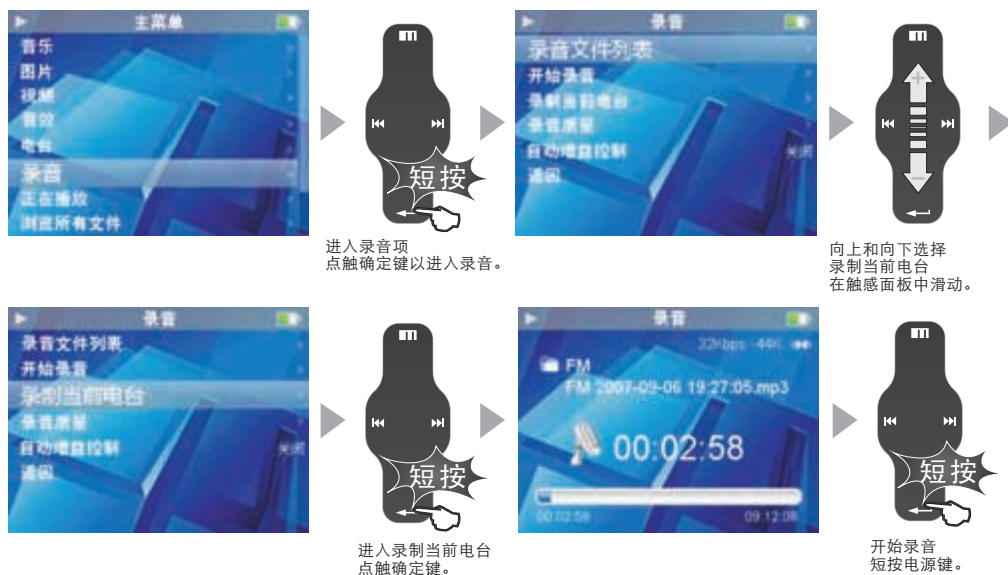 主菜单
音乐
图片
视频
音效
电台
录音
正在播放
浏览所有文件
短按
进入录音项
点触确定键以进入录音。
录音
录音文件列表
开始录音
录制当前电台
录音质量
自动增益控制 关闭
返回
向上和向下选择
录制当前电台
在触感面板中滑动。
录音
录音文件列表
开始录音
录制当前电台
录音质量
自动增益控制 关闭
返回
短按
进入录制当前电台
点触确定键。
录音
32Kbps 44K
FM
FM 2007-09-06 19:27:05.mp3
00:02:58
00:02:58 09:12:08
短按
开始录音
短按电源键。